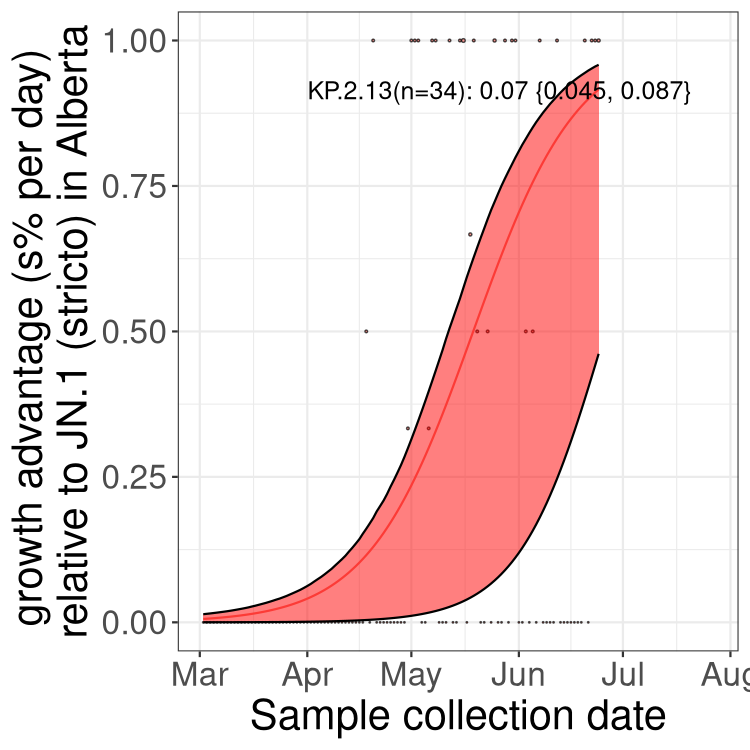 growth advantage (s% per day)
relative to JN.1 (stricto) in Alberta
1.00
0.75
0.50
0.25
0.00
KP.2.13(n=34): 0.07 {0.045, 0.087}
Mar Apr May Jun Jul Aug
Sample collection date